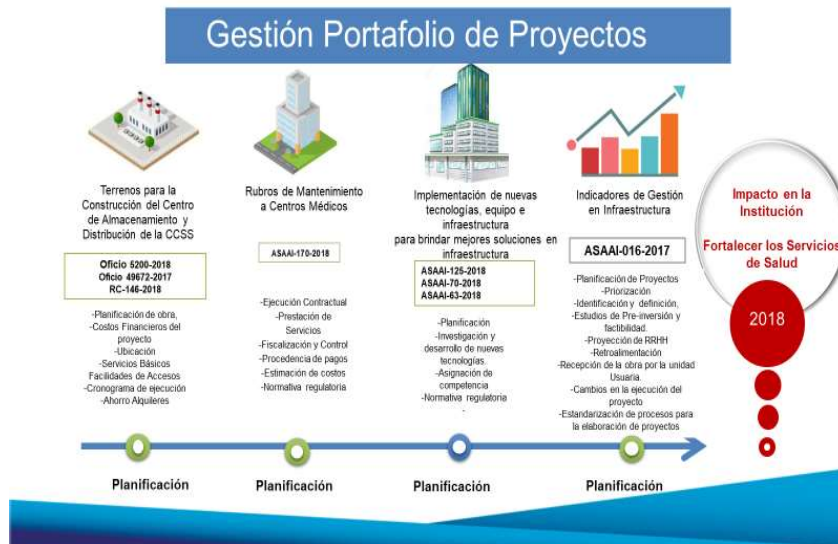 Gestión Portafolio de Proyectos
Terrenos para la
Construcción del Centro
de Almacenamiento y
Distribución de la CCSS
Oficio 5200-2018
Oficio 49672-2017
RC-146-2018
-Planificación de obra,
-Costos Financieros del
proyecto
-Ubicación
-Servicios Básicos
Facilidades de Accesos
-Cronograma de ejecución
-Ahorro Alquileres
Planificación
Rubros de Mantenimiento
a Centros Médicos
ASAAI-170-2018
-Ejecución Contractual
-Prestación de
Servicios
-Fiscalización y Control
-Procedencia de pagos
-Estimación de costos
-Normativa regulatoria
Planificación
Implementación de nuevas
tecnologías, equipo e
infraestructura
para brindar mejores soluciones en
infraestructura
ASAAI-125-2018
ASAAI-70-2018
ASAAI-63-2018
-Planificación
-Investigación y
desarrollo de nuevas
tecnologías.
-Asignación de
competencia
-Normativa regulatoria
-
Planificación
Indicadores de Gestión
en Infraestructura
ASAAI-016-2017
-Planificación de Proyectos
-Priorización
-Identificación y definición,
-Estudios de Pre-inversión y
factibilidad.
-Proyección de RRHH
-Retroalimentación
-Recepción de la obra por la unidad
Usuaria.
-Cambios en la ejecución del
proyecto
-Estandarización de procesos para
la elaboración de proyectos
Planificación
Impacto en la
Institución
Fortalecer los Servicios
de Salud
2018